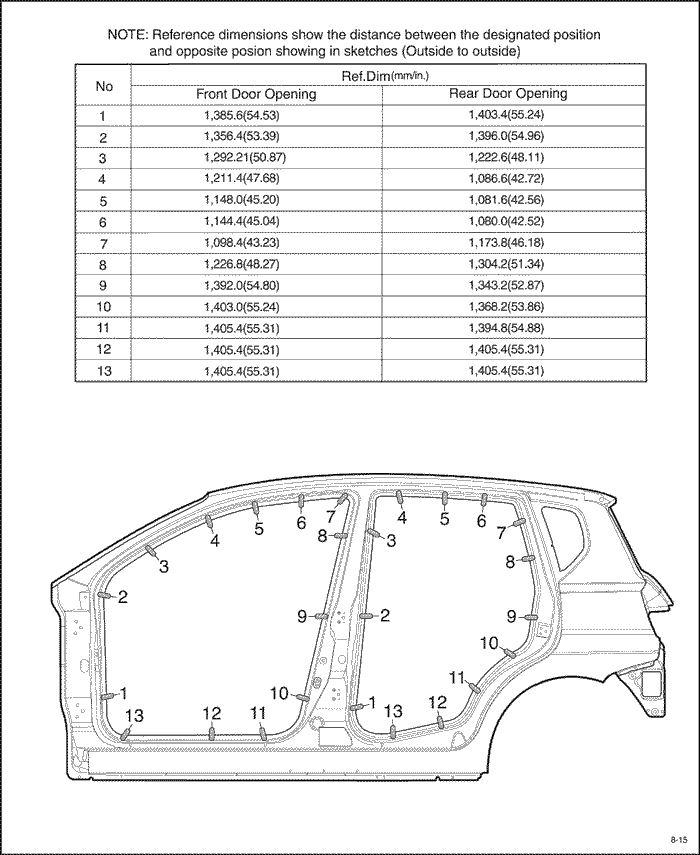 NOTE: Reference dimensions show the distance between the designated position
and opposite posion showing in sketches (Outside to outside)
No Ref.Dim(mm/in.)
Front Door Opening Rear Door Opening
1 1,385.6(54.53) 1,403.4(55.24)
2 1,356.4(53.39) 1,396.0(54.96)
3 1,292.21(50.87) 1,222.6(48.11)
4 1,211.4(47.68) 1,086.6(42.72)
5 1,148.0(45.20) 1,081.6(42.56)
6 1,144.4(45.04) 1,080.0(42.52)
7 1,098.4(43.23) 1,173.8(46.18)
8 1,226.8(48.27) 1,304.2(51.34)
9 1,392.0(54.80) 1,343.2(52.87)
10 1,403.0(55.24) 1,368.2(53.86)
11 1,405.4(55.31) 1,394.8(54.88)
12 1,405.4(55.31) 1,405.4(55.31)
13 1,405.4(55.31) 1,405.4(55.31)
4 5 6 7 4 5 6 7
3 8 3 8
2 9 2 9
10
11
1 10 1
13 12 11 13 12
8-15